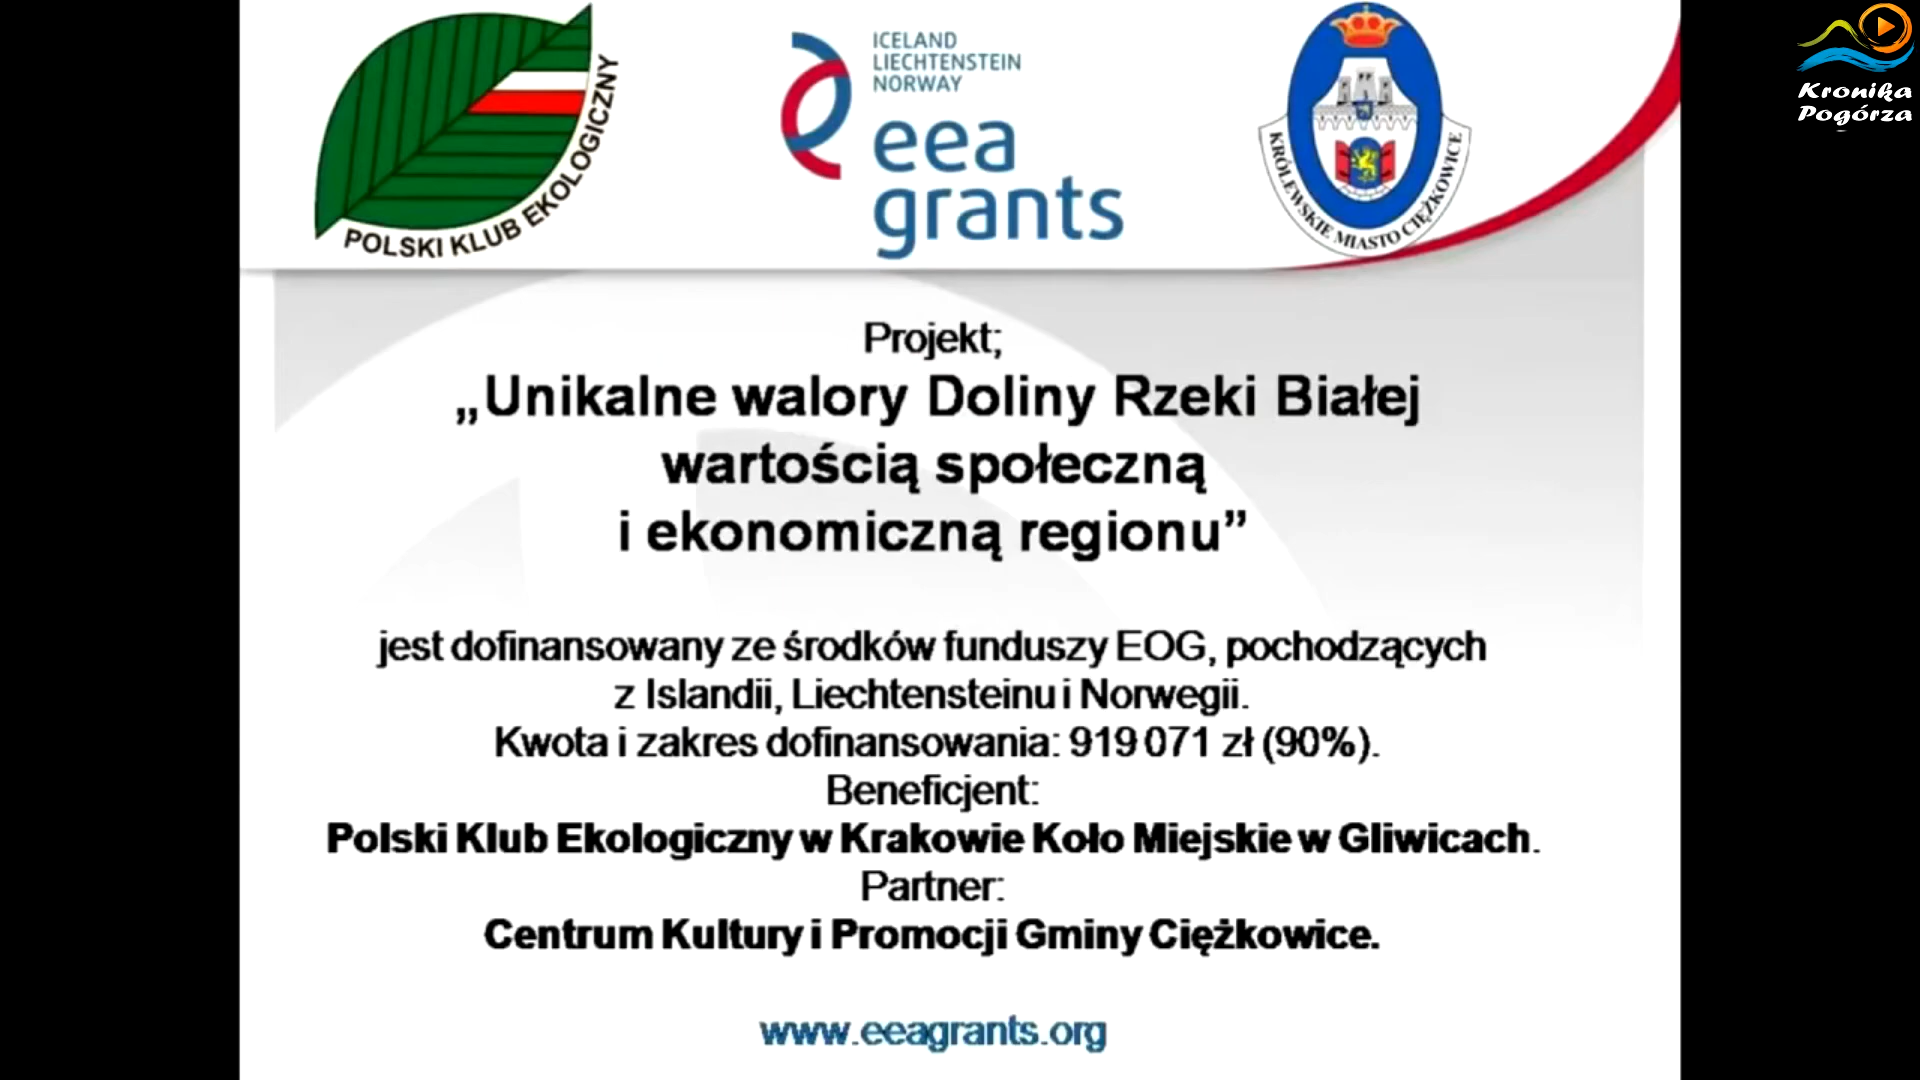 POLSKI KLUB EKOLOGICZNY
ICELAND
LIECHTENSTEIN
NORWAY
eea
grants
KRÓLEWSKIE MIASTO CIĘŻKOWICE
Kronika
Pogórza
Projekt;
„Unikalne walory Doliny Rzeki Białej
wartością społeczną
i ekonomiczną regionu”
jest dofinansowany ze środków funduszy EOG, pochodzących
z Islandii, Liechtensteinu i Norwegii.
Kwota i zakres dofinansowania: 919 071 zł (90%).
Beneficjent:
Polski Klub Ekologiczny w Krakowie Koło Miejskie w Gliwicach.
Partner:
Centrum Kultury i Promocji Gminy Ciężkowice.
www.eeagrants.org